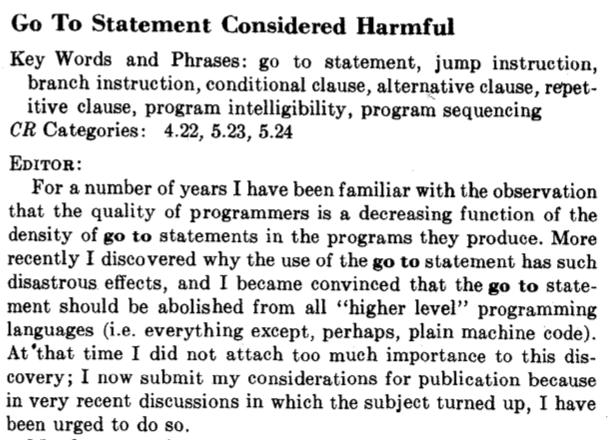 Go To Statement Considered Harmful
Key Words and Phrases: go to statement, jump instruction,
branch instruction, conditional clause, alternative clause, repet-
itive clause, program intelligibility, program sequencing
CR Categories: 4.22, 5.23, 5.24
EDITOR:
For a number of years I have been familiar with the observation
that the quality of programmers is a decreasing function of the
density of go to statements in the programs they produce. More
recently I discovered why the use of the go to statement has such
disastrous effects, and I became convinced that the go to state-
ment should be abolished from all “higher level” programming
languages (i.e. everything except, perhaps, plain machine code).
At that time I did not attach too much importance to this dis-
covery; I now submit my considerations for publication because
in very recent discussions in which the subject turned up, I have
been urged to do so.